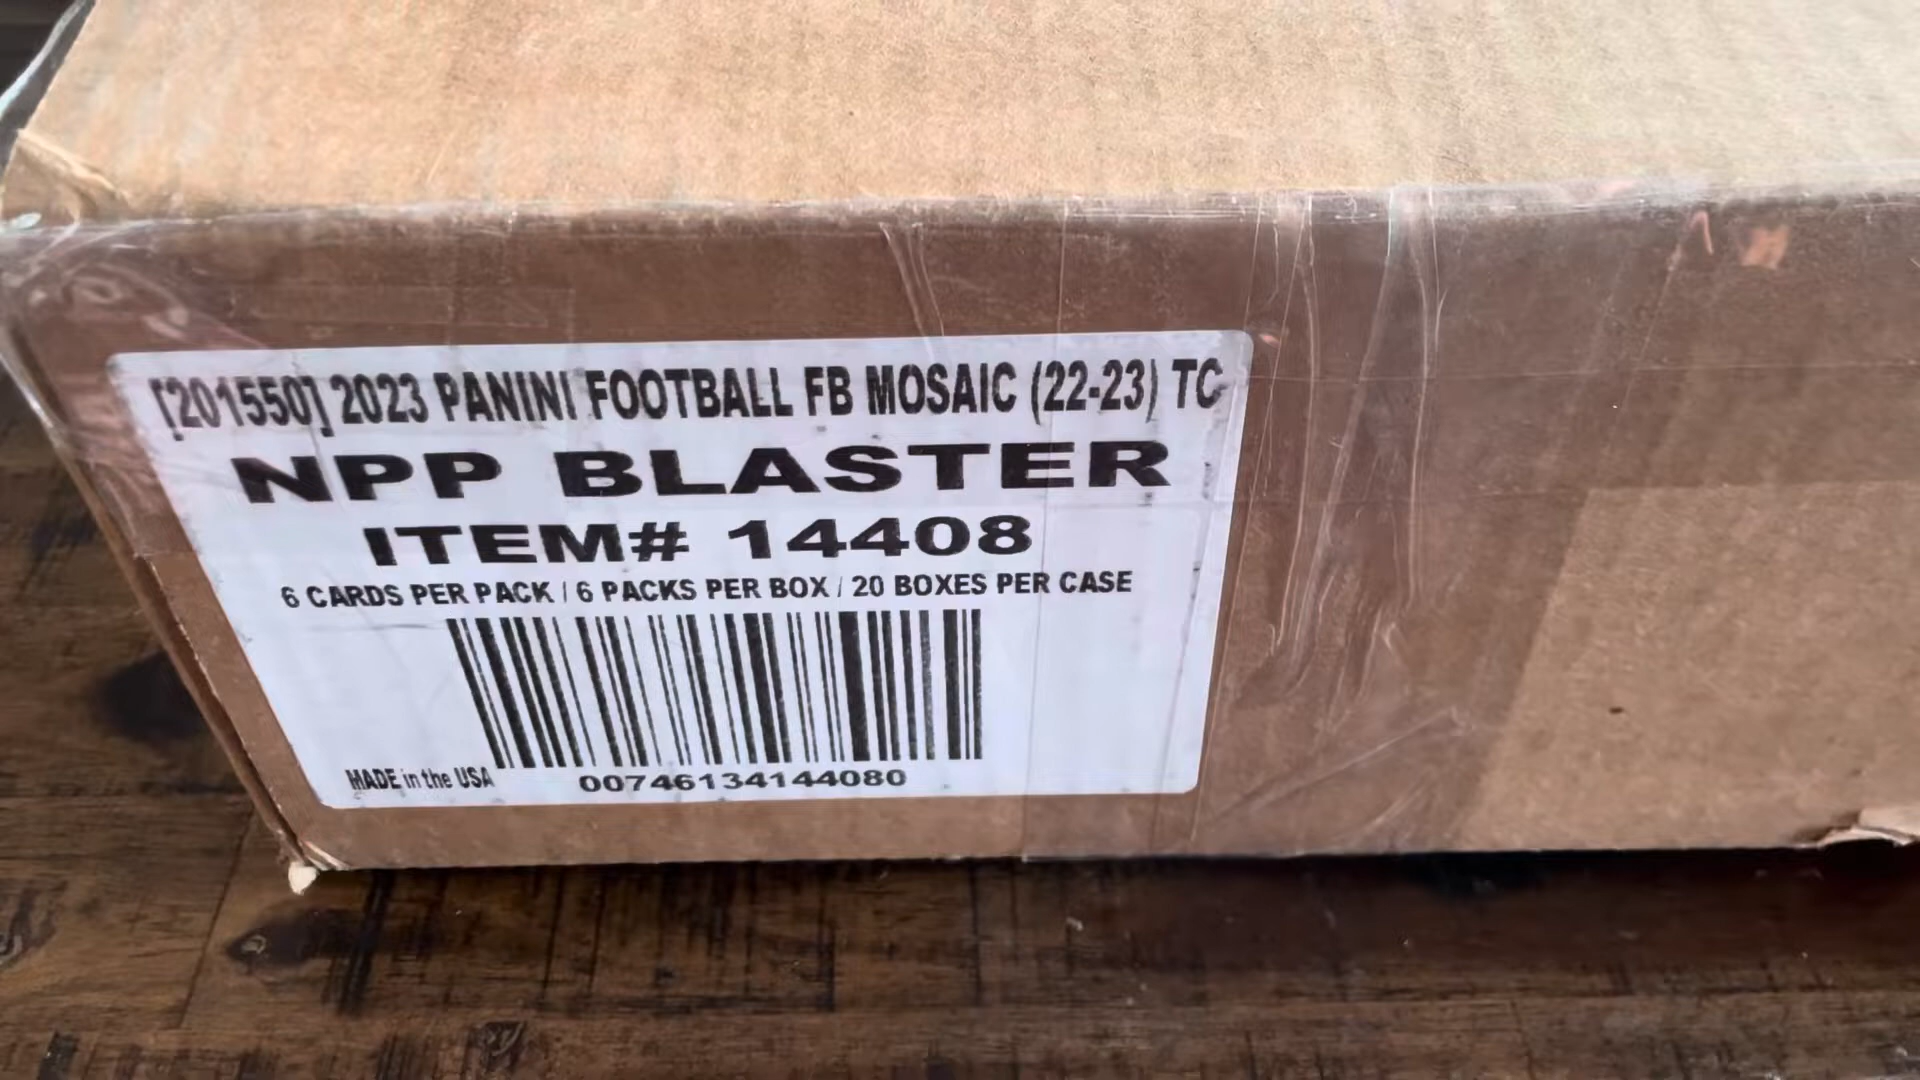 [201550] 2023 PANINI FOOTBALL FB MOSAIC (22-23) TC
NPP BLASTER
ITEM# 14408
6 CARDS PER PACK / 6 PACKS PER BOX / 20 BOXES PER CASE
MADE in the USA
00746134144080